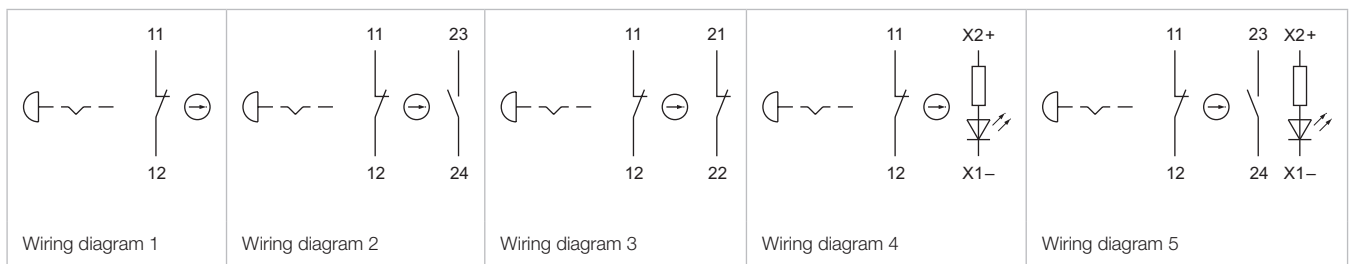 11
12
Wiring diagram 1
11 23
12 24
Wiring diagram 2
11 21
12 22
Wiring diagram 3
11 X2+
12 X1–
Wiring diagram 4
11 23 X2+
12 24 X1–
Wiring diagram 5